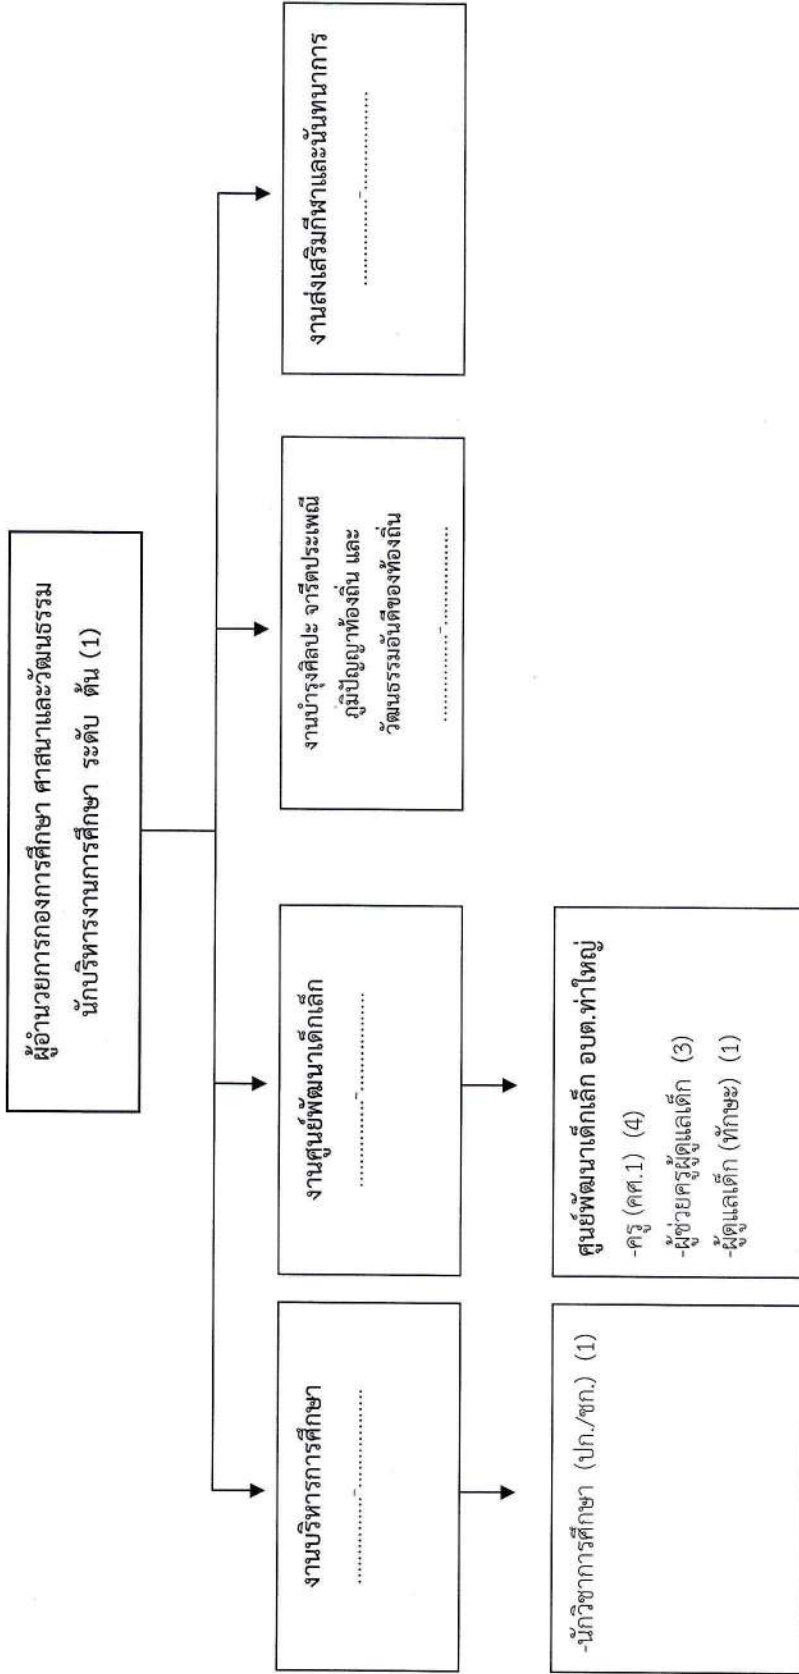 ผู้อำนวยการกองการศึกษา ศาสนาและวัฒนธรรม
นักบริหารงานการศึกษา ระดับ ต้น (1)
งานบริหารการศึกษา
..................-..................
งานศูนย์พัฒนาเด็กเล็ก
..................-..................
งานบำรุงศิลปะ จารีตประเพณี
ภูมิปัญญาท้องถิ่น และ
วัฒนธรรมอันดีของท้องถิ่น
..................-..................
งานส่งเสริมกีฬาและนันทนาการ
..................-..................
-นักวิชาการศึกษา (ปก./ชก.) (1)
ศูนย์พัฒนาเด็กเล็ก อบต.ท่าใหญ่
-ครู (คศ.1) (4)
-ผู้ช่วยครูผู้ดูแลเด็ก (3)
-ผู้ดูแลเด็ก (ทักษะ) (1)